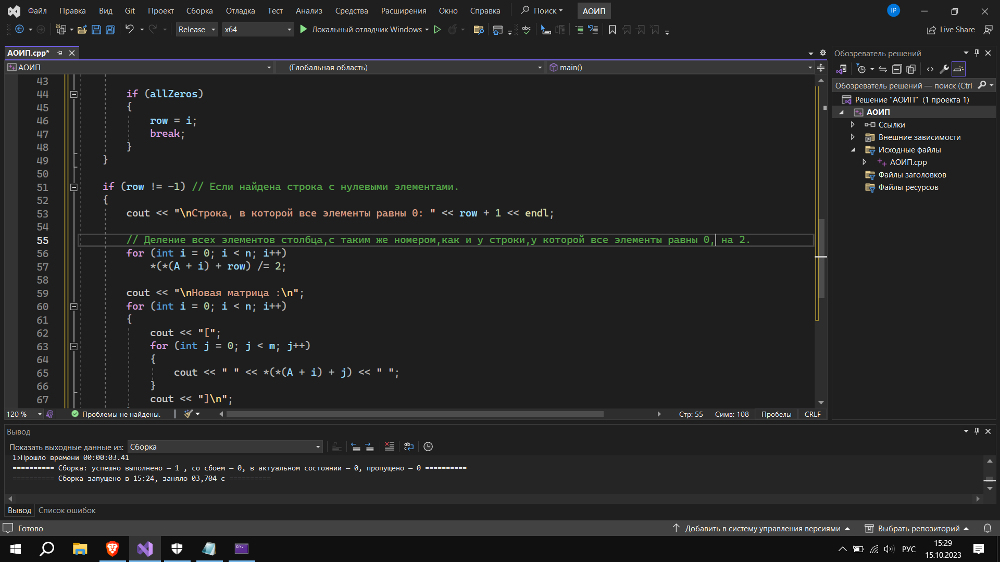 Файл Правка Вид Git Проект Сборка Отладка Тест Анализ Средства Расширения Окно Справка Поиск АОИП IP
Release x64 Локальный отладчик Windows abc Live Share
АОИП.cpp*
АОИП (Глобальная область) main()
43
44 if (allZeros)
45 {
46 row = i;
47 break;
48 }
49 }
50
51 if (row != -1) // Если найдена строка с нулевыми элементами.
52 {
53 cout << "\nСтрока, в которой все элементы равны 0: " << row + 1 << endl;
54
55 // Деление всех элементов столбца,с таким же номером,как и у строки,у которой все элементы равны 0, на 2.
56 for (int i = 0; i < n; i++)
57 *(*(A + i) + row) /= 2;
58
59 cout << "\nНовая матрица :\n";
60 for (int i = 0; i < n; i++)
61 {
62 cout << "[";
63 for (int j = 0; j < m; j++)
64 {
65 cout << " " << *(*(A + i) + j) << " ";
66 }
67 cout << "]\n";
120 % Проблемы не найдены. Стр: 55 Симв: 108 Пробелы CRLF
Обозреватель решений
Обозреватель решений — поиск (Ctrl
Решение "АОИП" (1 проекта 1)
АОИП
Ссылки
Внешние зависимости
Исходные файлы
АОИП.cpp
Файлы заголовков
Файлы ресурсов
Вывод
Показать выходные данные из: Сборка
1>Прошло времени 00:00:03.41
========== Сборка: успешно выполнено — 1 , со сбоем — 0, в актуальном состоянии — 0, пропущено — 0 ==========
========== Сборка запущено в 15:24, заняло 03,704 с ==========
Вывод Список ошибок
Готово Добавить в систему управления версиями Выбрать репозиторий
РУС 15:29
15.10.2023